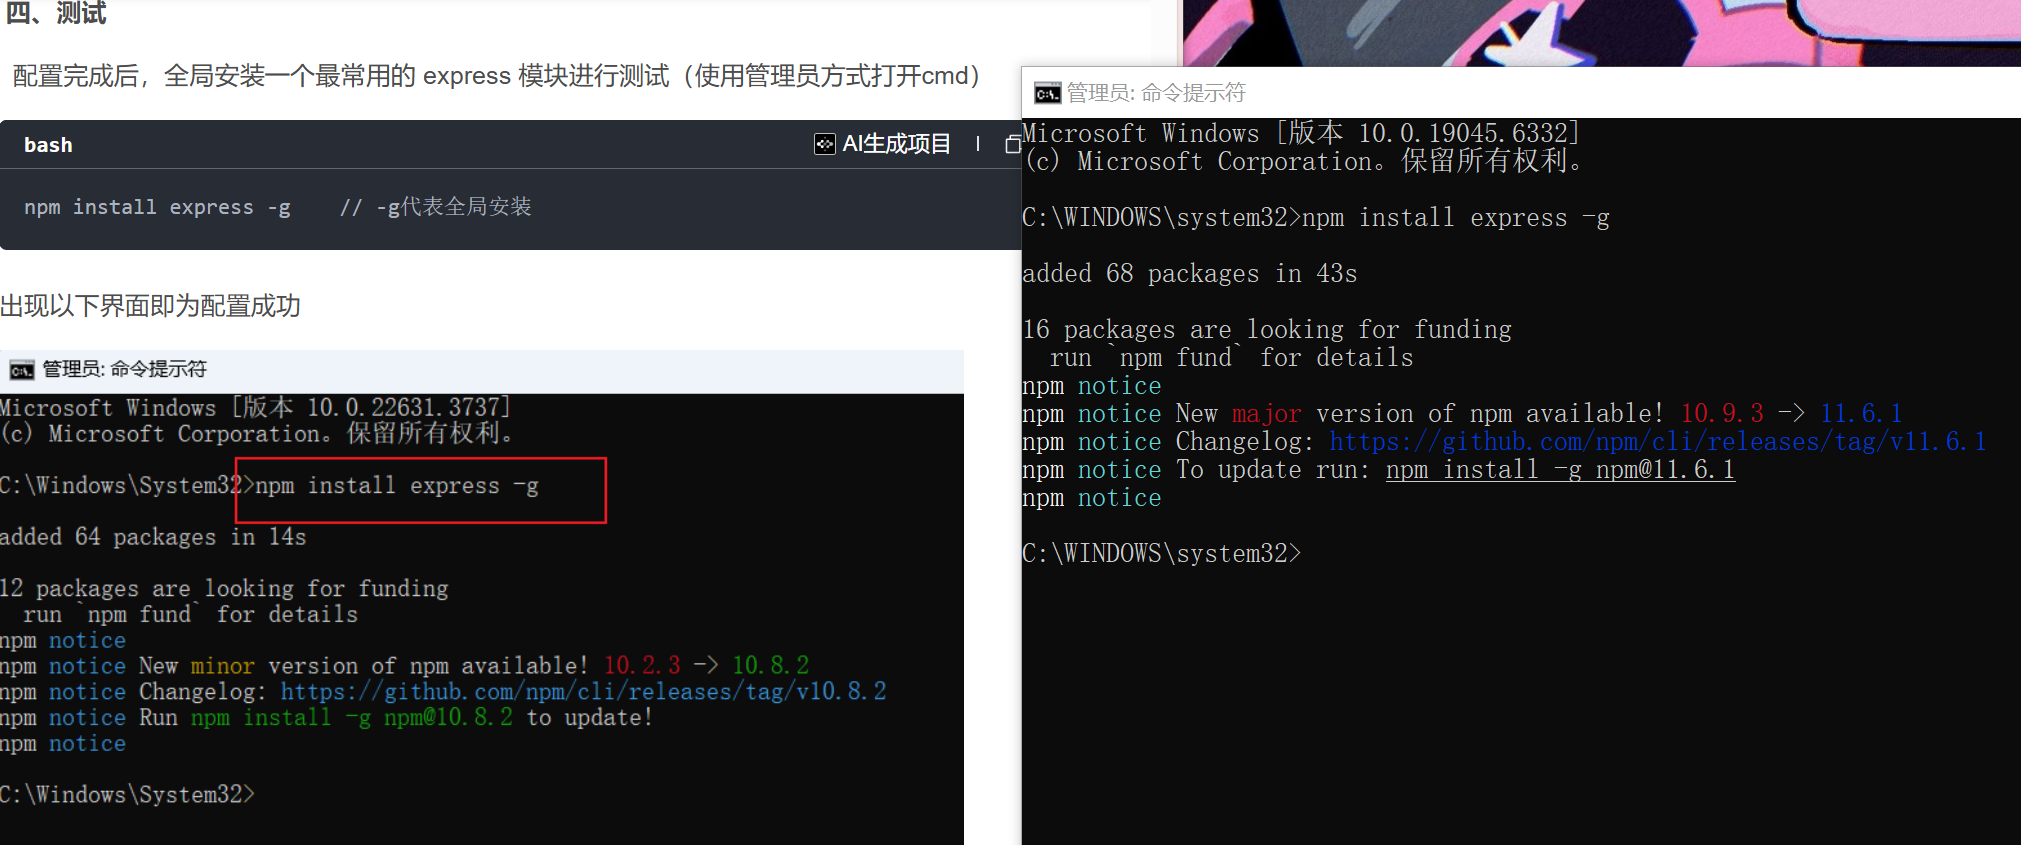 四、测试
配置完成后，全局安装一个最常用的 express 模块进行测试（使用管理员方式打开cmd）
bash
AI生成项目
npm install express -g    // -g代表全局安装
出现以下界面即为配置成功
管理员: 命令提示符
Microsoft Windows [版本 10.0.22631.3737]
(c) Microsoft Corporation。保留所有权利。
C:\Windows\System32>npm install express -g
added 64 packages in 14s
12 packages are looking for funding
  run `npm fund` for details
npm notice
npm notice New minor version of npm available! 10.2.3 -> 10.8.2
npm notice Changelog: https://github.com/npm/cli/releases/tag/v10.8.2
npm notice Run npm install -g npm@10.8.2 to update!
npm notice
C:\Windows\System32>
管理员: 命令提示符
Microsoft Windows [版本 10.0.19045.6332]
(c) Microsoft Corporation。保留所有权利。
C:\WINDOWS\system32>npm install express -g
added 68 packages in 43s
16 packages are looking for funding
  run `npm fund` for details
npm notice
npm notice New major version of npm available! 10.9.3 -> 11.6.1
npm notice Changelog: https://github.com/npm/cli/releases/tag/v11.6.1
npm notice To update run: npm install -g npm@11.6.1
npm notice
C:\WINDOWS\system32>